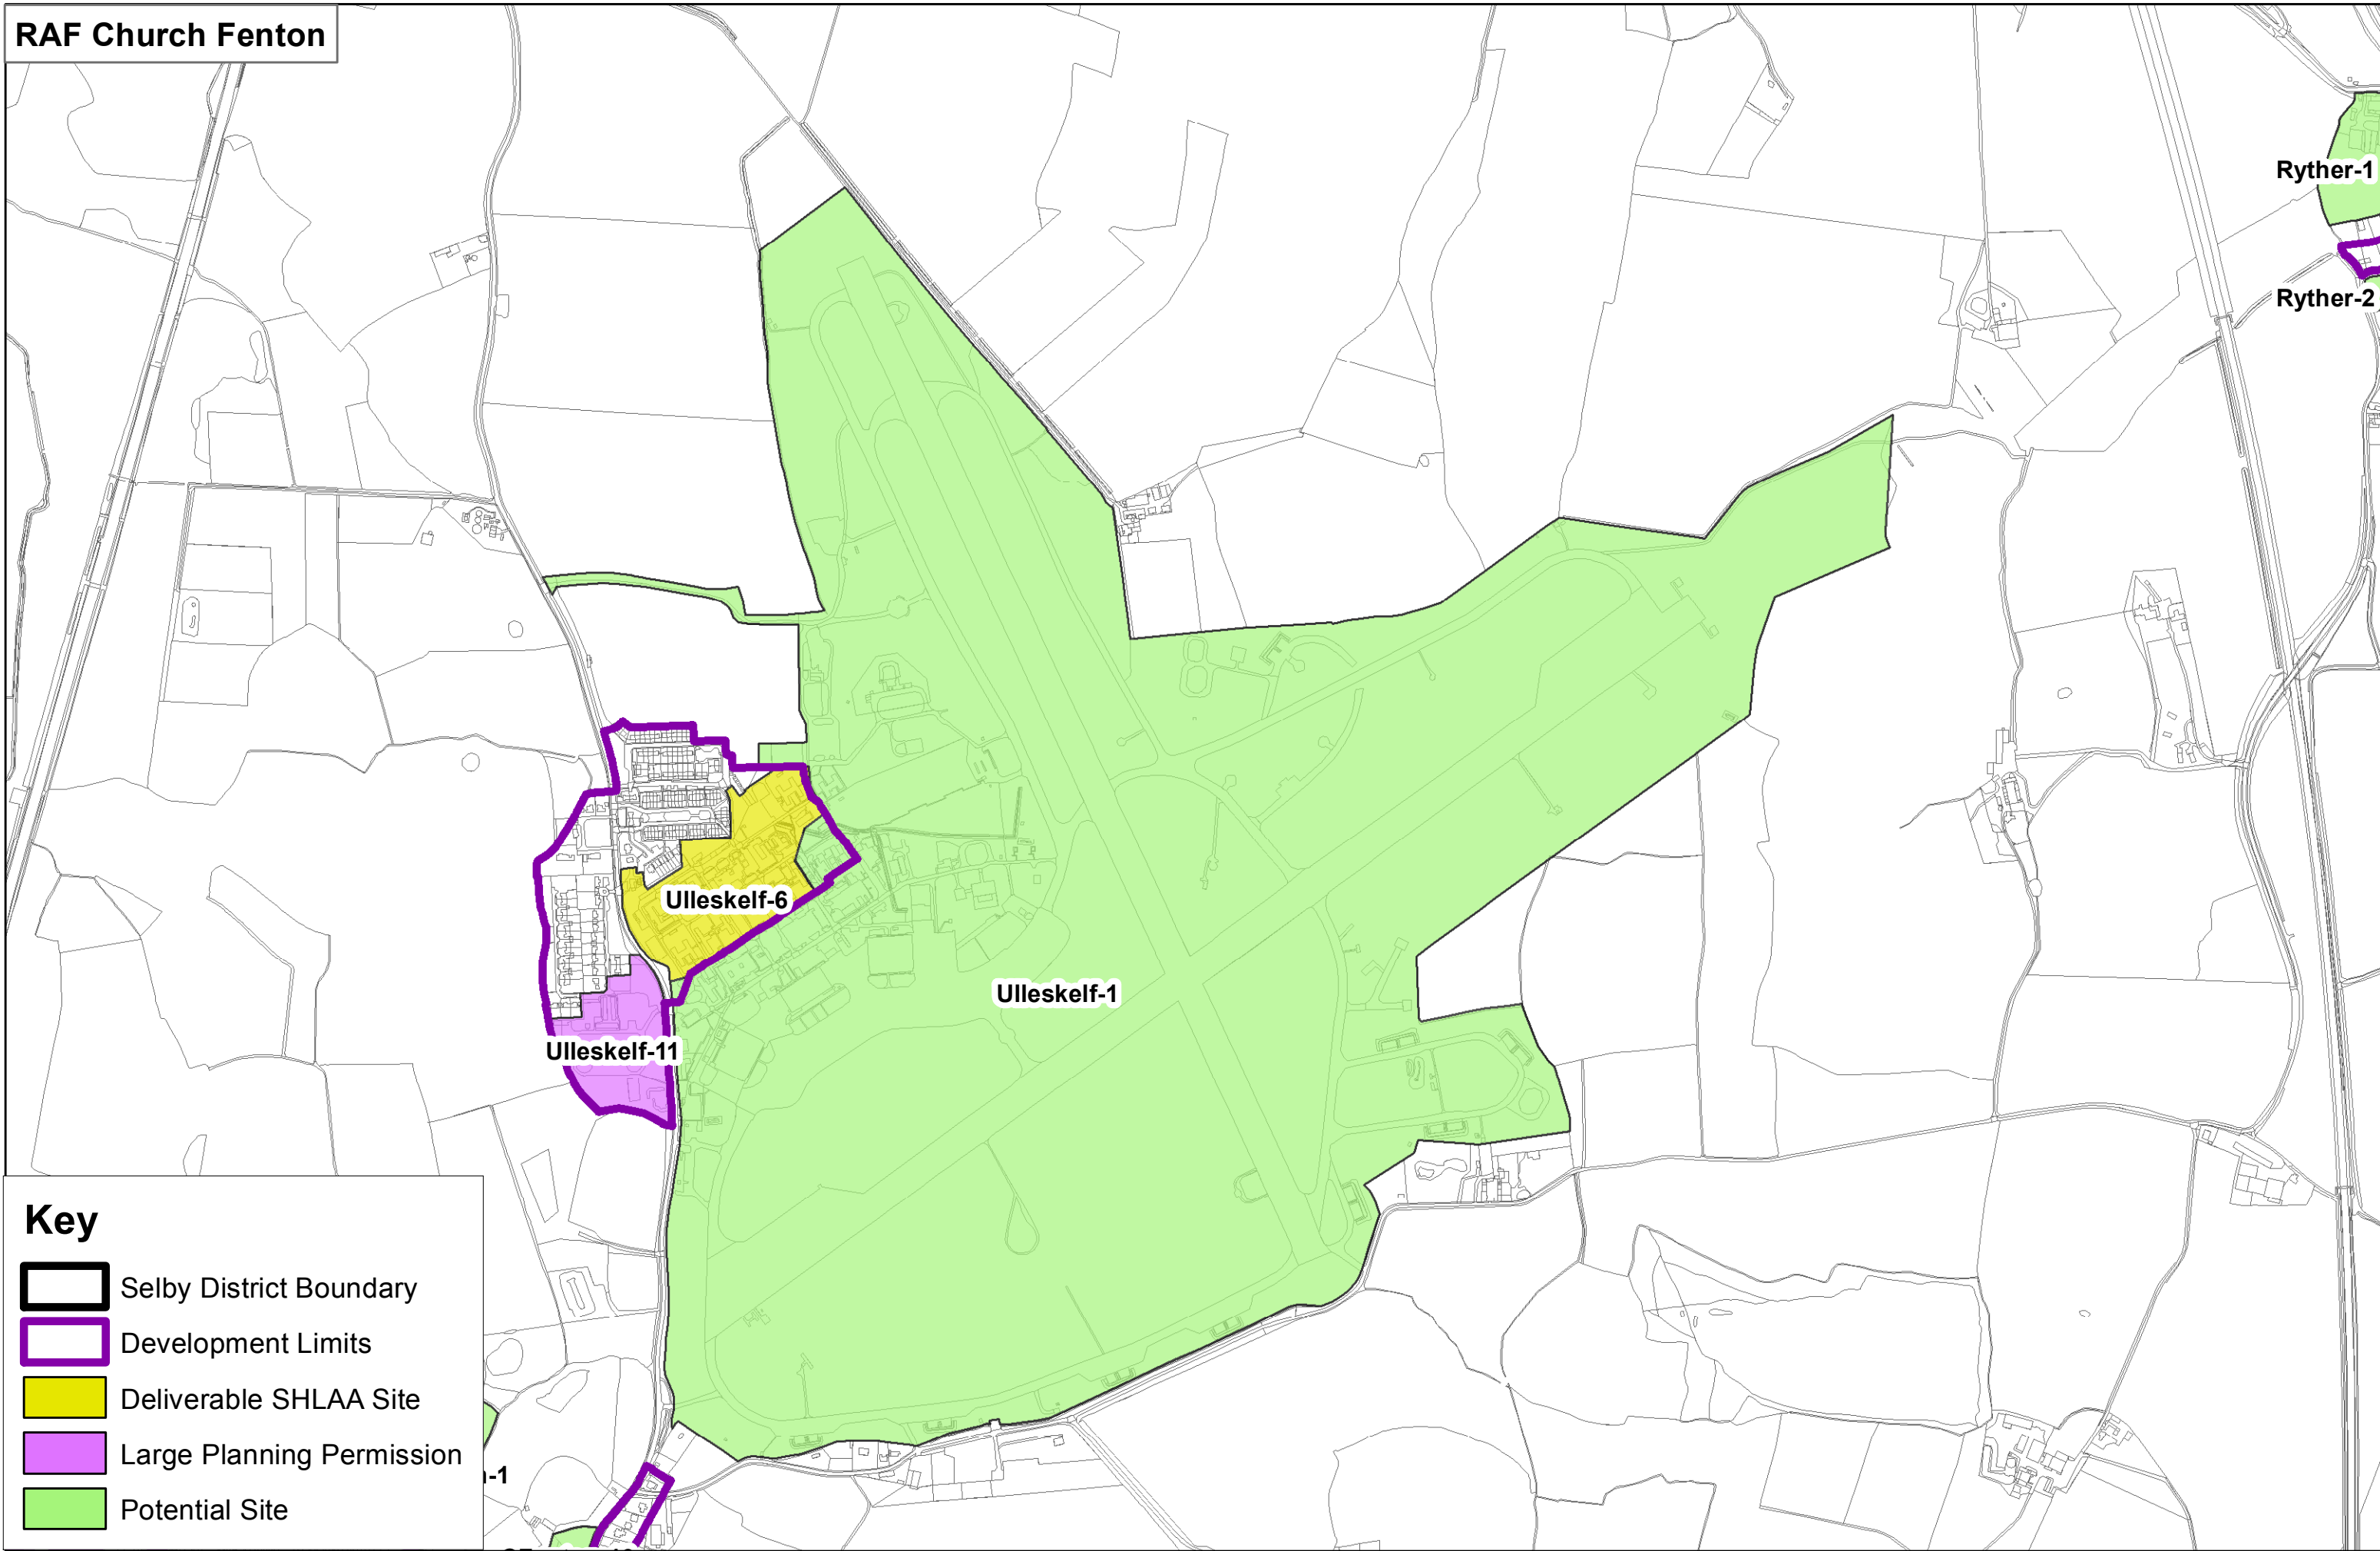 RAF Church Fenton
Ryther-1
Ryther-2
Ulleskelf-6
Ulleskelf-1
Ulleskelf-11
Key
Selby District Boundary
Development Limits
Deliverable SHLAA Site
Large Planning Permission
Potential Site
-1